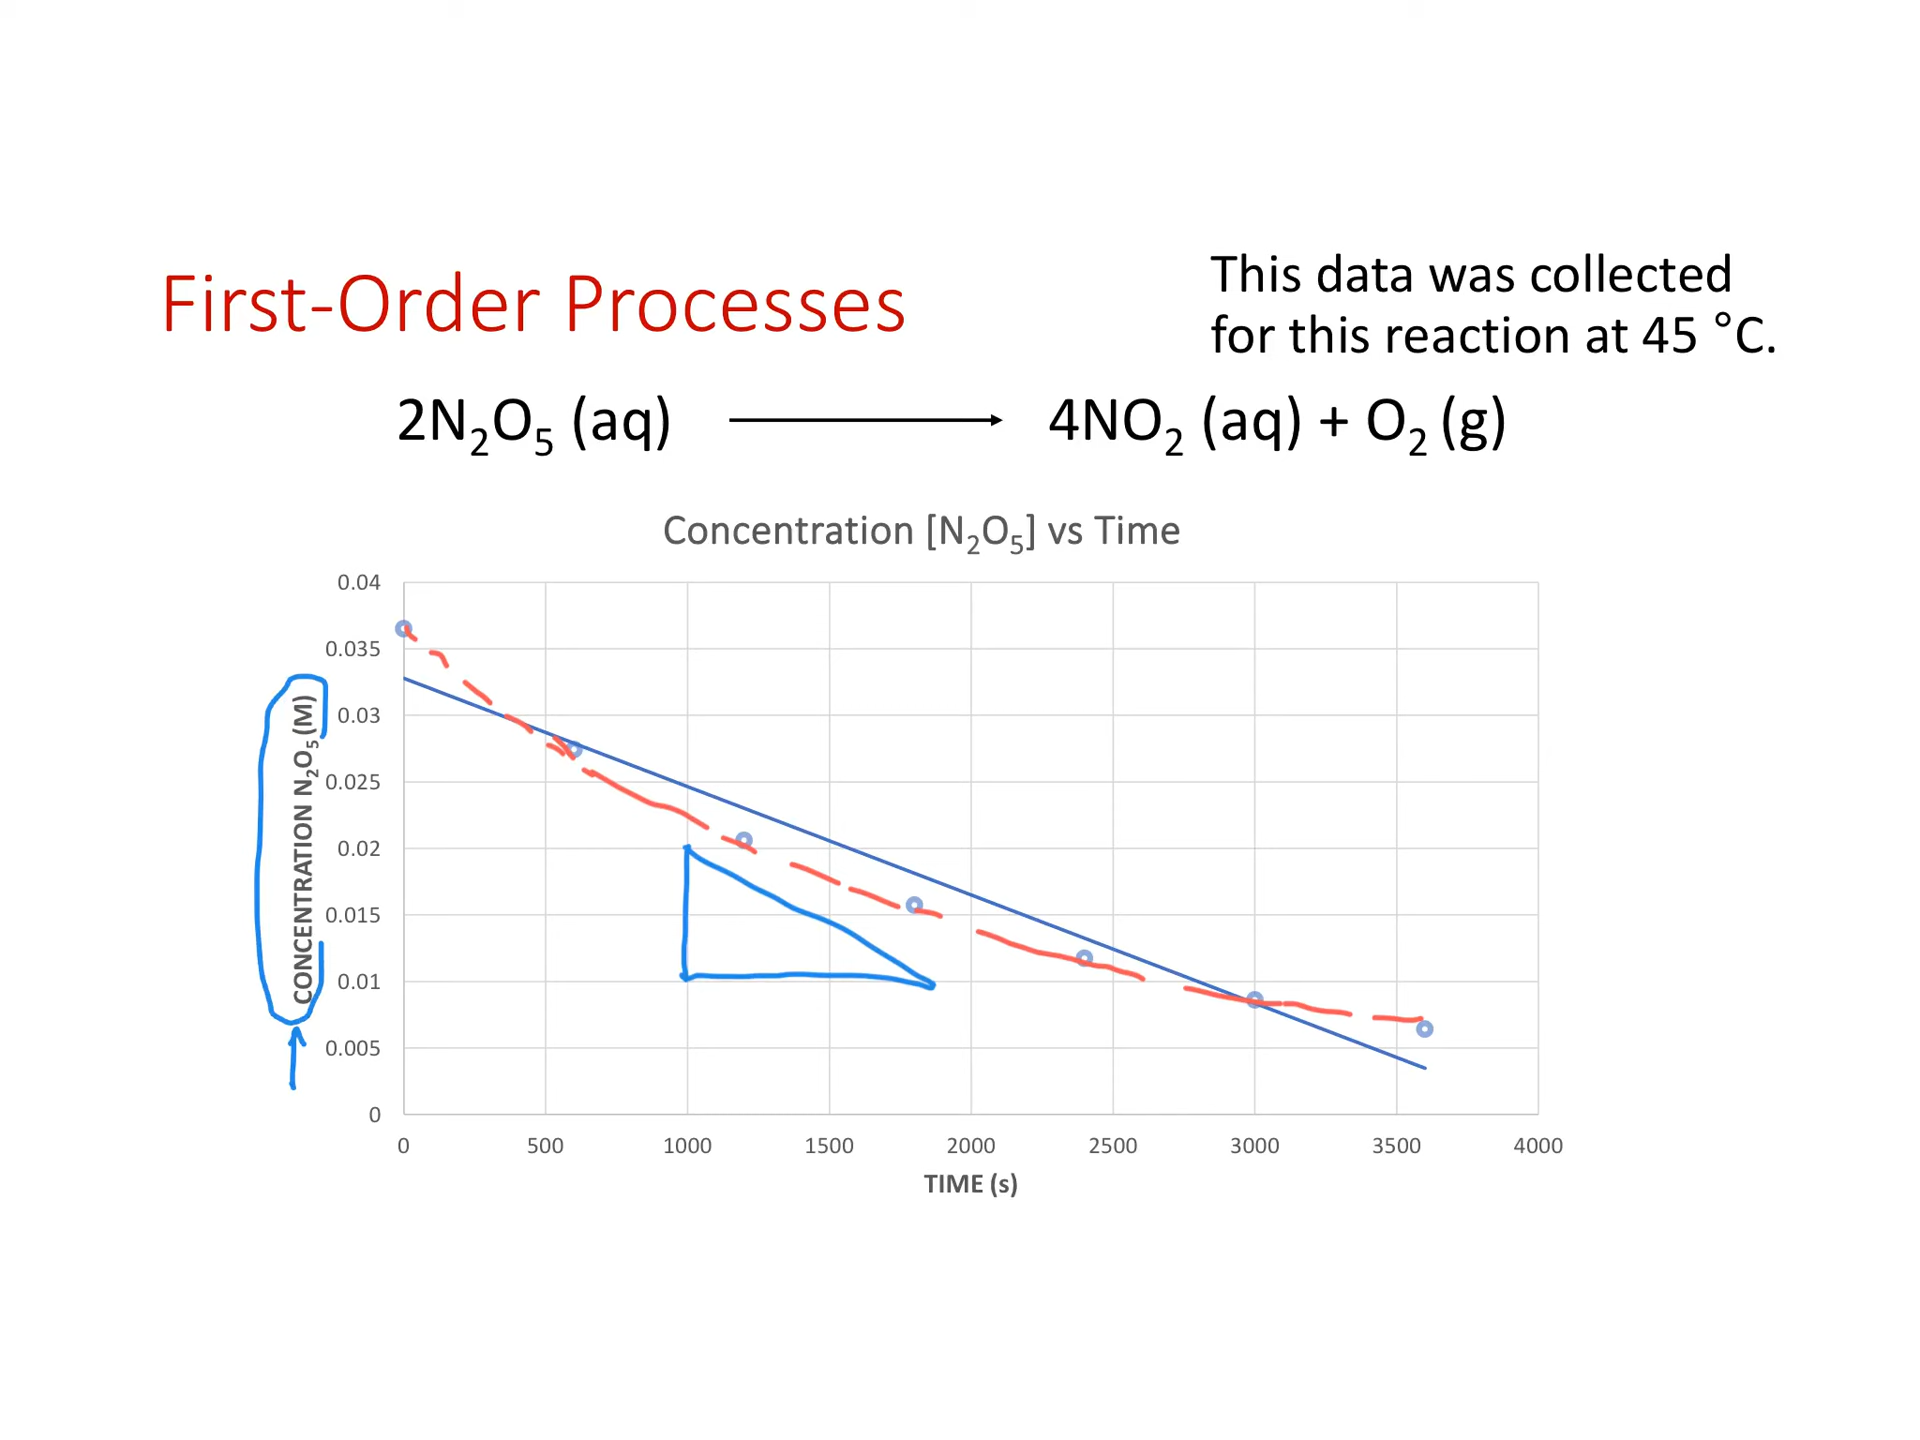 First-Order Processes
This data was collected
for this reaction at 45 °C.
2N₂O₅ (aq) → 4NO₂ (aq) + O₂ (g)
Concentration [N₂O₅] vs Time
CONCENTRATION N₂O₅ (M)
0.04
0.035
0.03
0.025
0.02
0.015
0.01
0.005
0
0 500 1000 1500 2000 2500 3000 3500 4000
TIME (s)